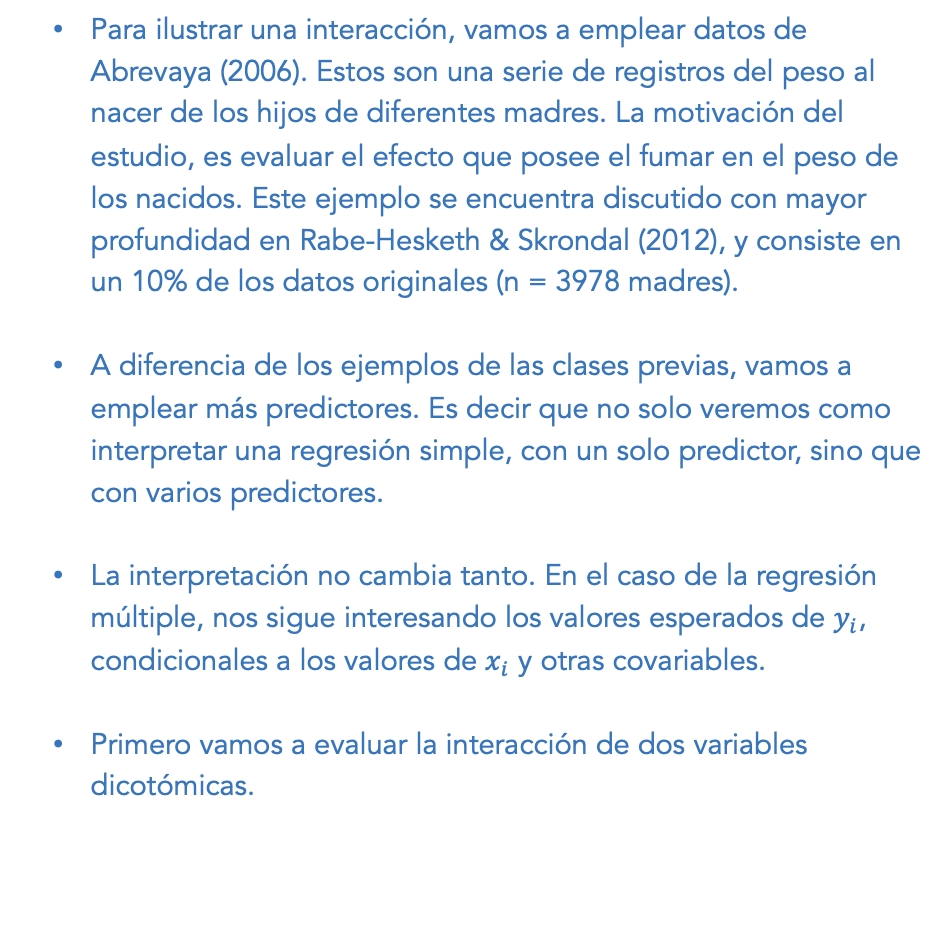 • Para ilustrar una interacción, vamos a emplear datos de
Abrevaya (2006). Estos son una serie de registros del peso al
nacer de los hijos de diferentes madres. La motivación del
estudio, es evaluar el efecto que posee el fumar en el peso de
los nacidos. Este ejemplo se encuentra discutido con mayor
profundidad en Rabe-Hesketh & Skrondal (2012), y consiste en
un 10% de los datos originales (n = 3978 madres).
• A diferencia de los ejemplos de las clases previas, vamos a
emplear más predictores. Es decir que no solo veremos como
interpretar una regresión simple, con un solo predictor, sino que
con varios predictores.
• La interpretación no cambia tanto. En el caso de la regresión
múltiple, nos sigue interesando los valores esperados de yᵢ,
condicionales a los valores de xᵢ y otras covariables.
• Primero vamos a evaluar la interacción de dos variables
dicotómicas.